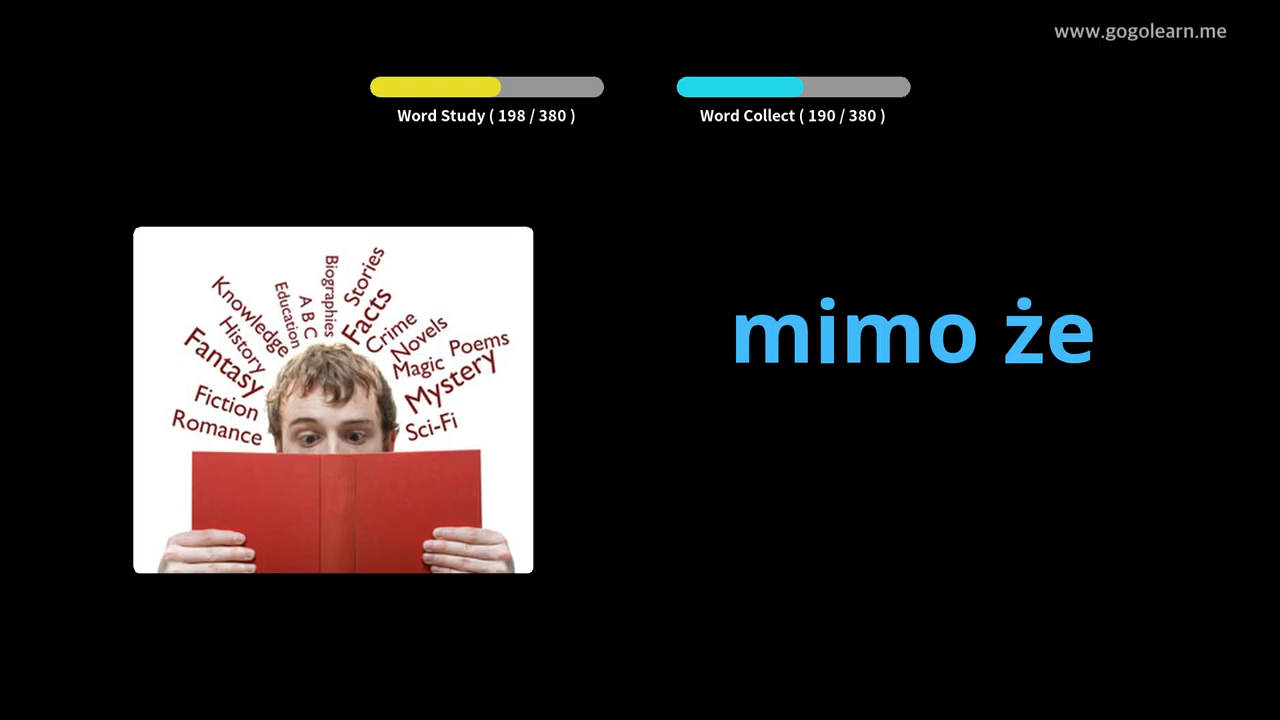 www.gogolearn.me
Word Study ( 198 / 380 )
Word Collect ( 190 / 380 )
Biographies
Stories
Education
A B C
Facts
Knowledge
Crime
History
Novels
Fantasy
Magic
Poems
Mystery
Fiction
Romance
Sci-Fi
mimo że